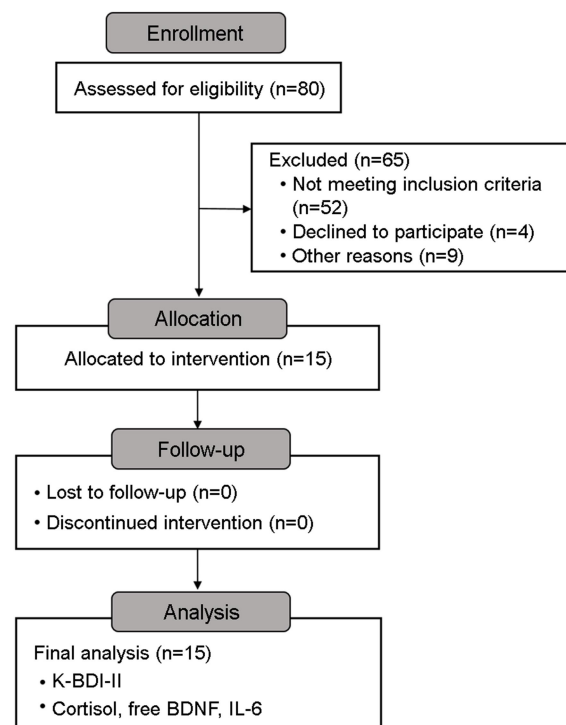 Enrollment
Assessed for eligibility (n=80)
Excluded (n=65)
• Not meeting inclusion criteria
(n=52)
• Declined to participate (n=4)
• Other reasons (n=9)
Allocation
Allocated to intervention (n=15)
Follow-up
• Lost to follow-up (n=0)
• Discontinued intervention (n=0)
Analysis
Final analysis (n=15)
• K-BDI-II
• Cortisol, free BDNF, IL-6